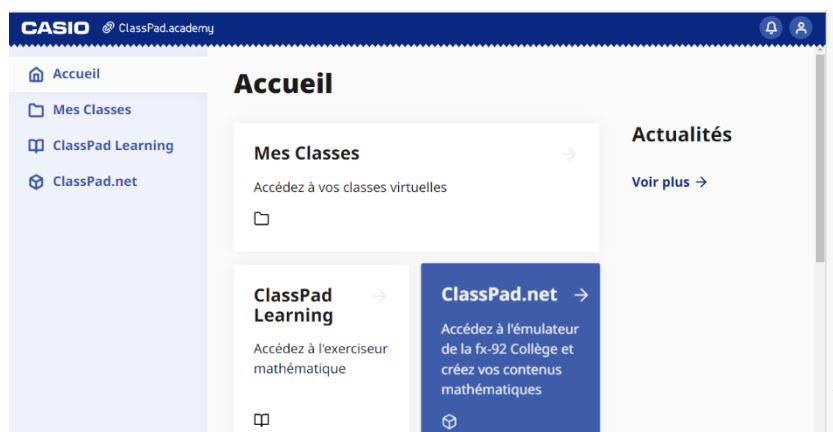 CASIO ClassPad.academy
Accueil
Mes Classes
ClassPad Learning
ClassPad.net
Accueil
Mes Classes
Accédez à vos classes virtuelles
ClassPad
Learning
Accédez à l'exerciseur
mathématique
ClassPad.net
Accédez à l'émulateur
de la fx-92 Collège et
créez vos contenus
mathématiques
Actualités
Voir plus